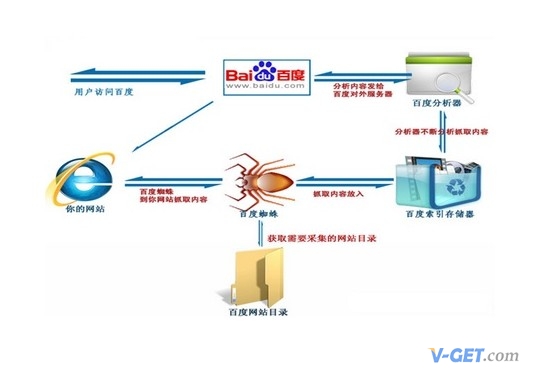 Bai du 百度
www.baidu.com
用户访问百度
分析内容发给
百度对外服务器
百度分析器
分析器不断分析抓取内容
你的网站
百度蜘蛛
到你网站抓取内容
百度蜘蛛
抓取内容放入
百度索引存储器
获取需要采集的网站目录
百度网站目录
V-GET.com